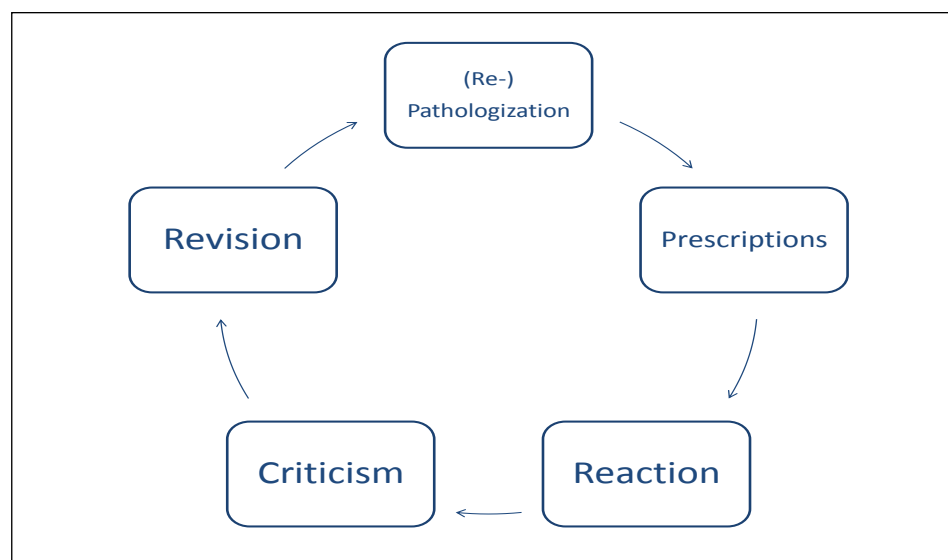 (Re-)
Pathologization
Prescriptions
Reaction
Criticism
Revision